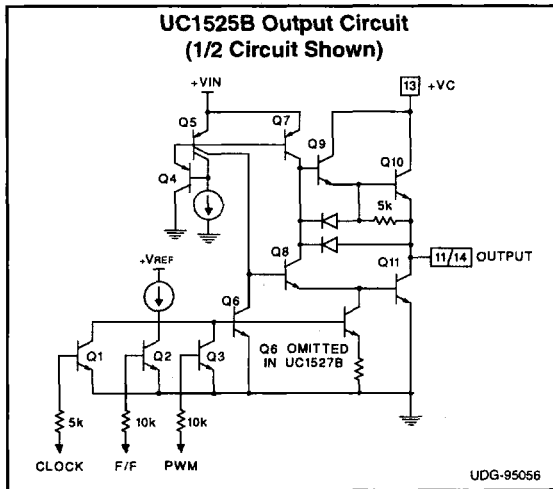 UC1525B Output Circuit
(1/2 Circuit Shown)
+VIN
13 +VC
Q5
Q7
Q9
Q10
Q4
5k
Q8
11/14 OUTPUT
+VREF
Q11
Q6
Q1
Q2
Q3
Q6 OMITTED
IN UC1527B
5k
10k
10k
CLOCK
F/F
PWM
UDG-95056